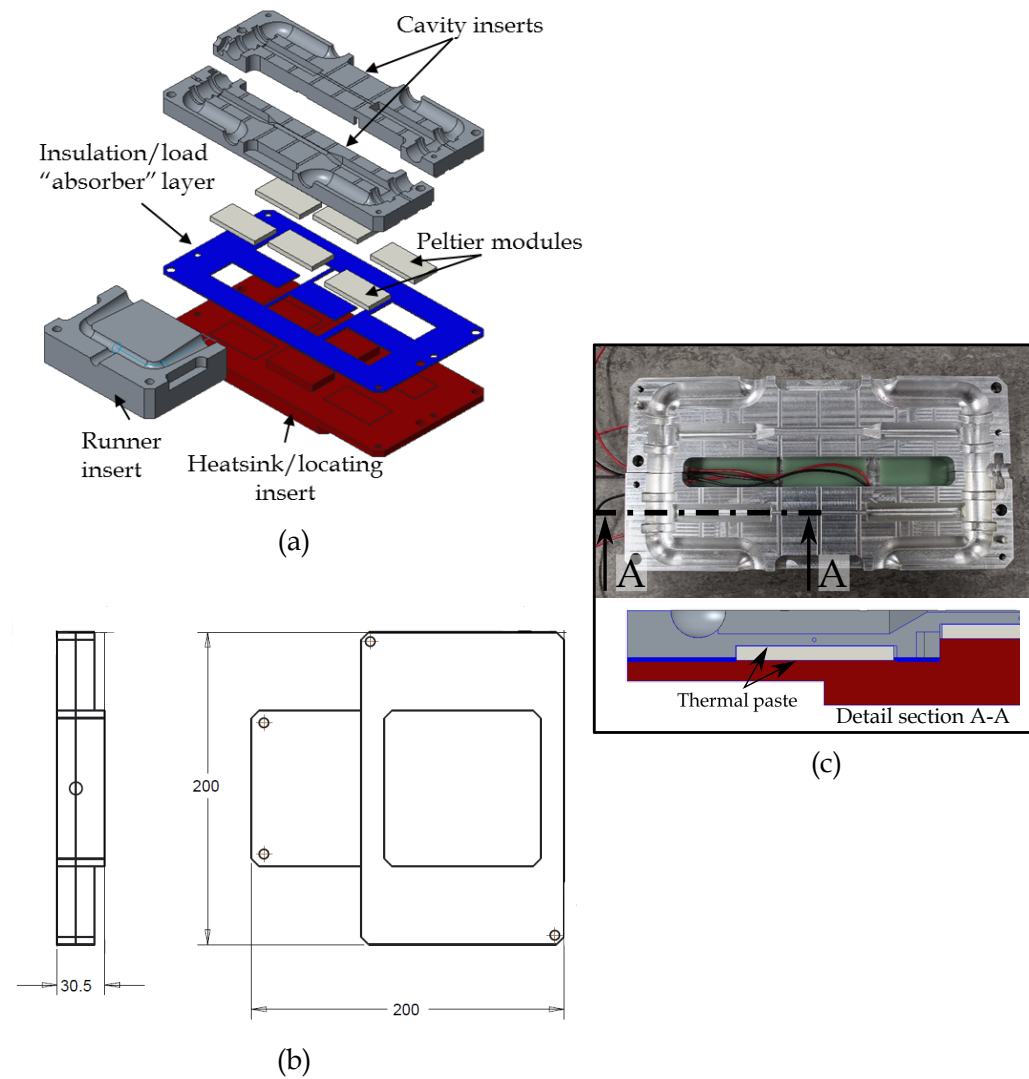 Cavity inserts
Insulation/load
“absorber” layer
Peltier modules
Runner
insert
Heatsink/locating
insert
(a)
200
30.5
200
(b)
A
A
Thermal paste
Detail section A-A
(c)